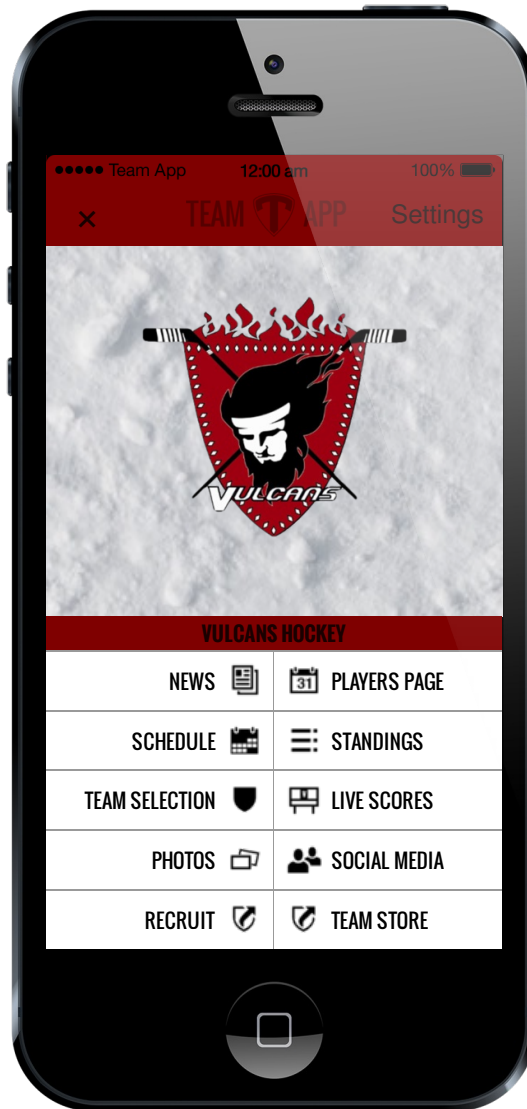 Team App 12:00 am 100%
× TEAM T APP Settings
VULCANS
VULCANS HOCKEY
NEWS 31 PLAYERS PAGE
SCHEDULE STANDINGS
TEAM SELECTION LIVE SCORES
PHOTOS SOCIAL MEDIA
RECRUIT TEAM STORE